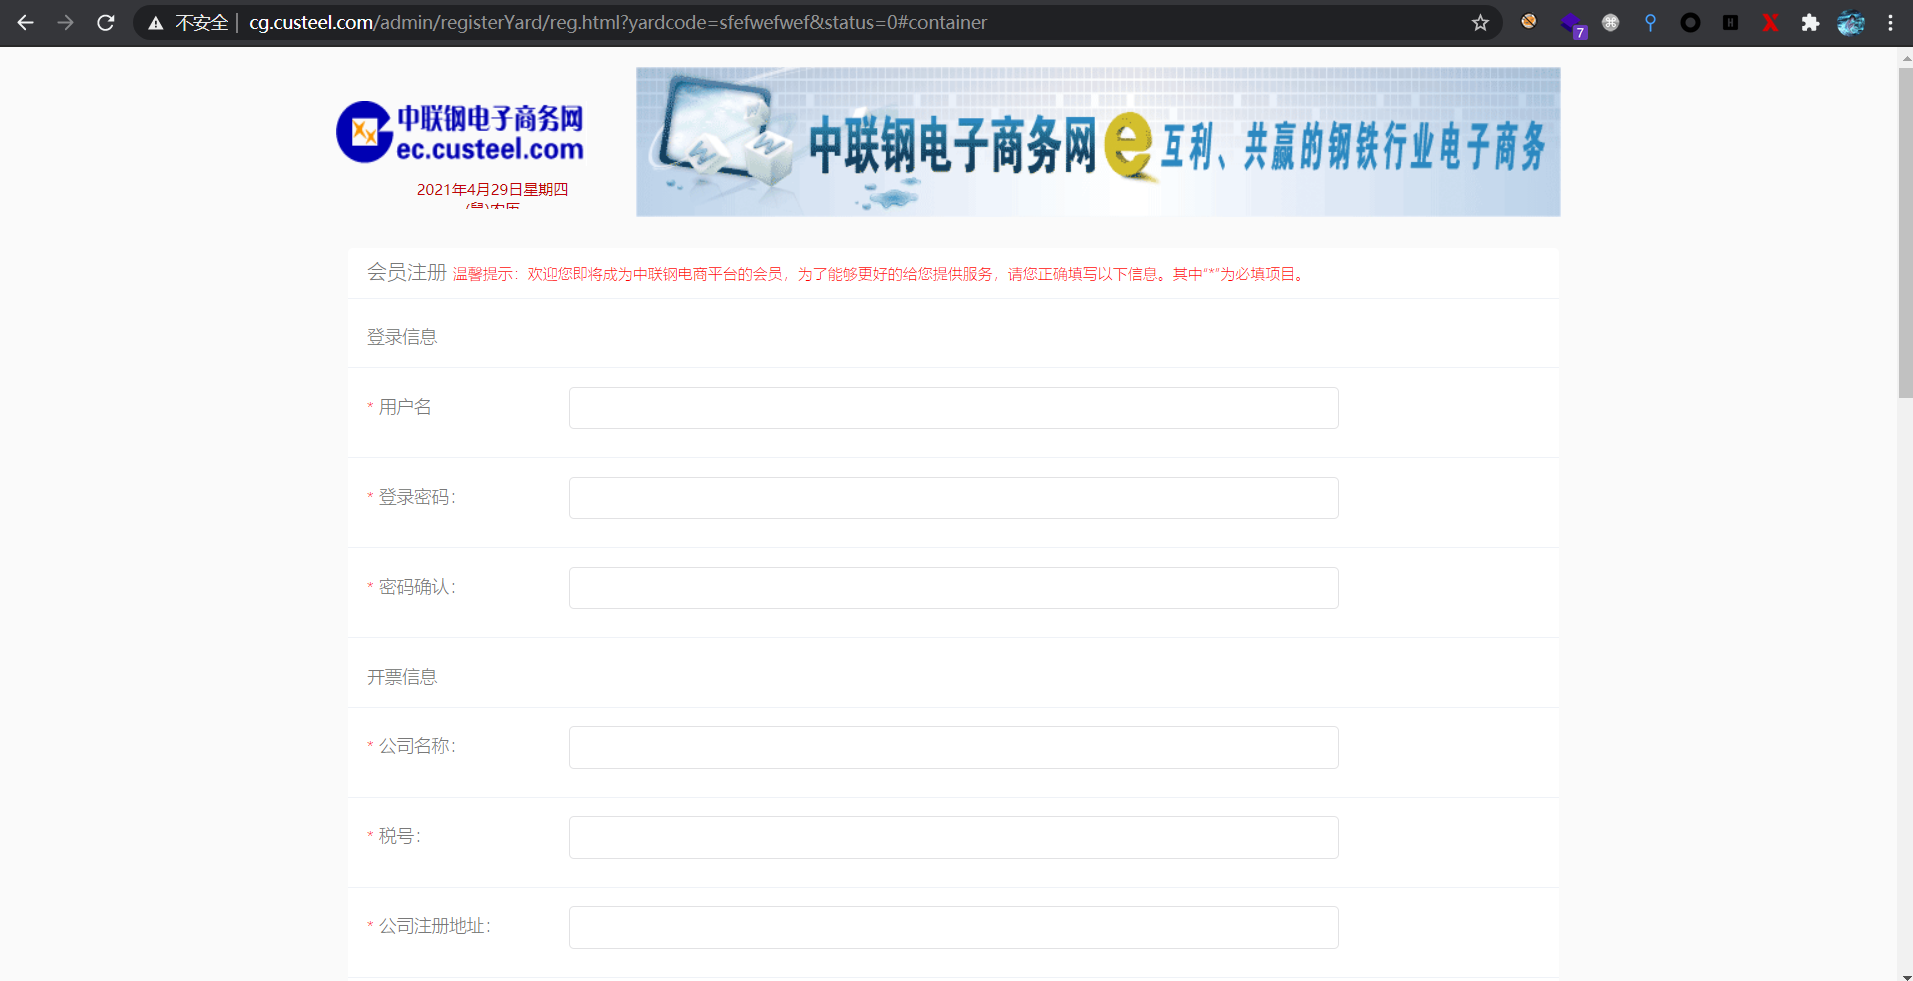 不安全 | cg.custeel.com/admin/registerYard/reg.html?yardcode=sfefwefwef&status=0#container
7
中联钢电子商务网
ec.custeel.com
2021年4月29日星期四
中联钢电子商务网e互利、共赢的钢铁行业电子商务
会员注册 温馨提示：欢迎您即将成为中联钢电商平台的会员，为了能够更好的给您提供服务，请您正确填写以下信息。其中"*"为必填项目。
登录信息
* 用户名
* 登录密码：
* 密码确认：
开票信息
* 公司名称：
* 税号：
* 公司注册地址：